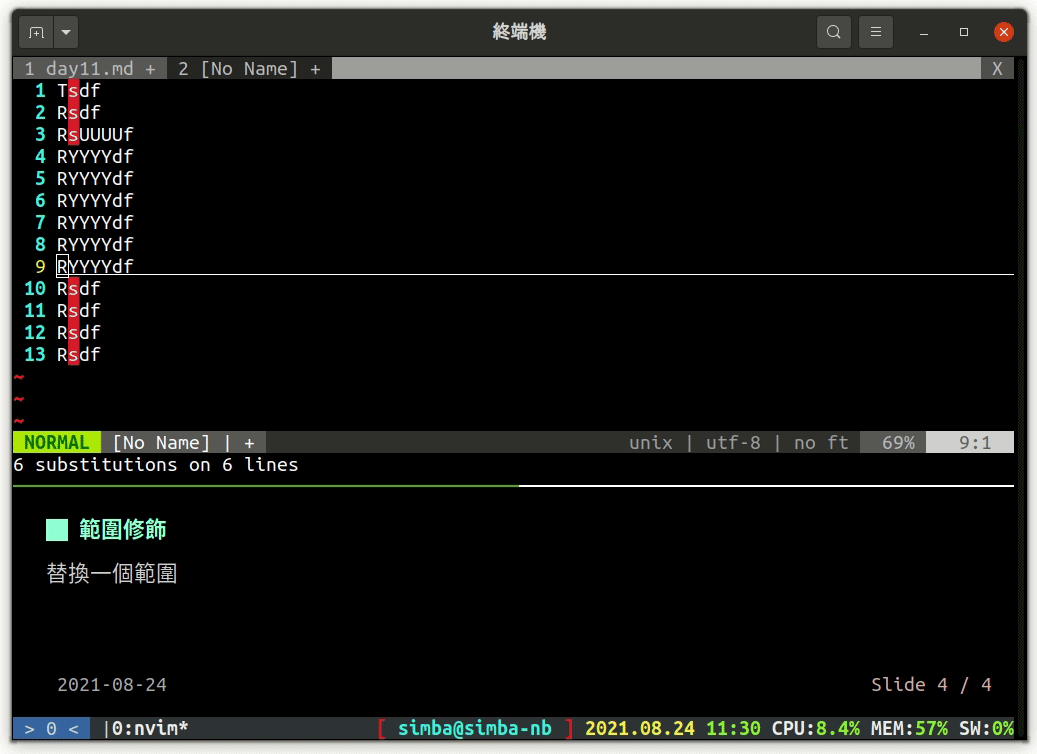 終端機
1 day11.md + 2 [No Name] + X
1 Tsdf
2 Rsdf
3 RsUUUUf
4 RYYYYdf
5 RYYYYdf
6 RYYYYdf
7 RYYYYdf
8 RYYYYdf
9 RYYYYdf
10 Rsdf
11 Rsdf
12 Rsdf
13 Rsdf
~
~
~
NORMAL [No Name] | + unix | utf-8 | no ft 69% 9:1
6 substitutions on 6 lines
範圍修飾
替換一個範圍
2021-08-24 Slide 4 / 4
> 0 < |0:nvim* [ simba@simba-nb ] 2021.08.24 11:30 CPU:8.4% MEM:57% SW:0%